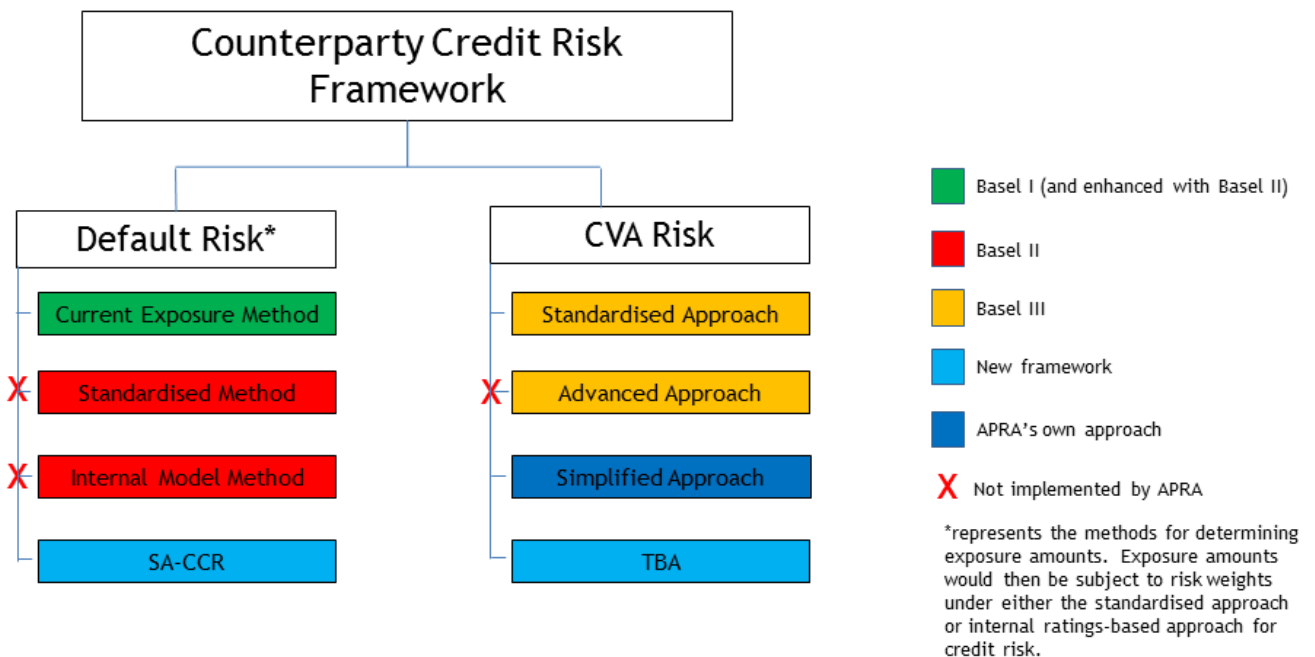 Counterparty Credit Risk
Framework
Default Risk*
CVA Risk
Current Exposure Method
Standardised Approach
X
Standardised Method
X
Advanced Approach
X
Internal Model Method
Simplified Approach
SA-CCR
TBA
Basel I (and enhanced with Basel II)
Basel II
Basel III
New framework
APRA's own approach
X Not implemented by APRA
*represents the methods for determining
exposure amounts. Exposure amounts
would then be subject to risk weights
under either the standardised approach
or internal ratings-based approach for
credit risk.